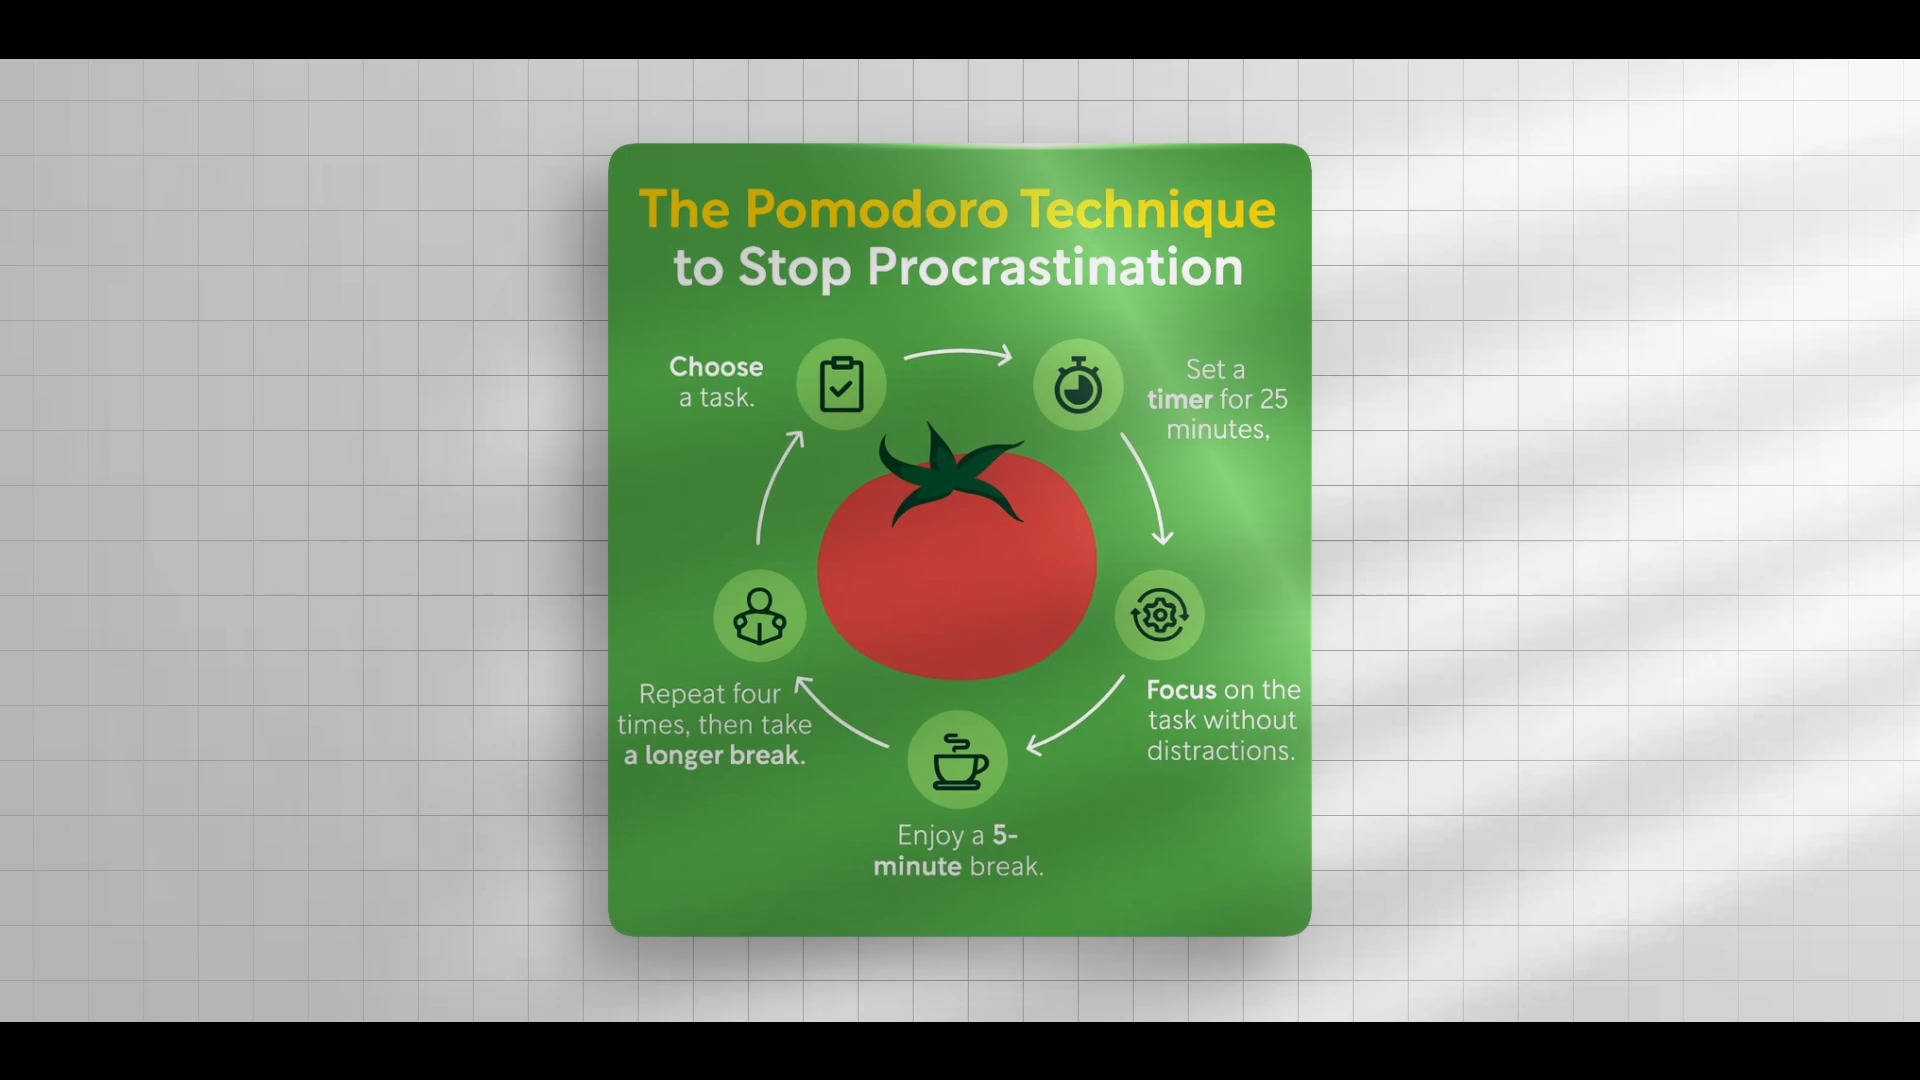 The Pomodoro Technique
to Stop Procrastination
Choose
a task.
Set a
timer for 25
minutes,
Focus on the
task without
distractions.
Enjoy a 5-
minute break.
Repeat four
times, then take
a longer break.